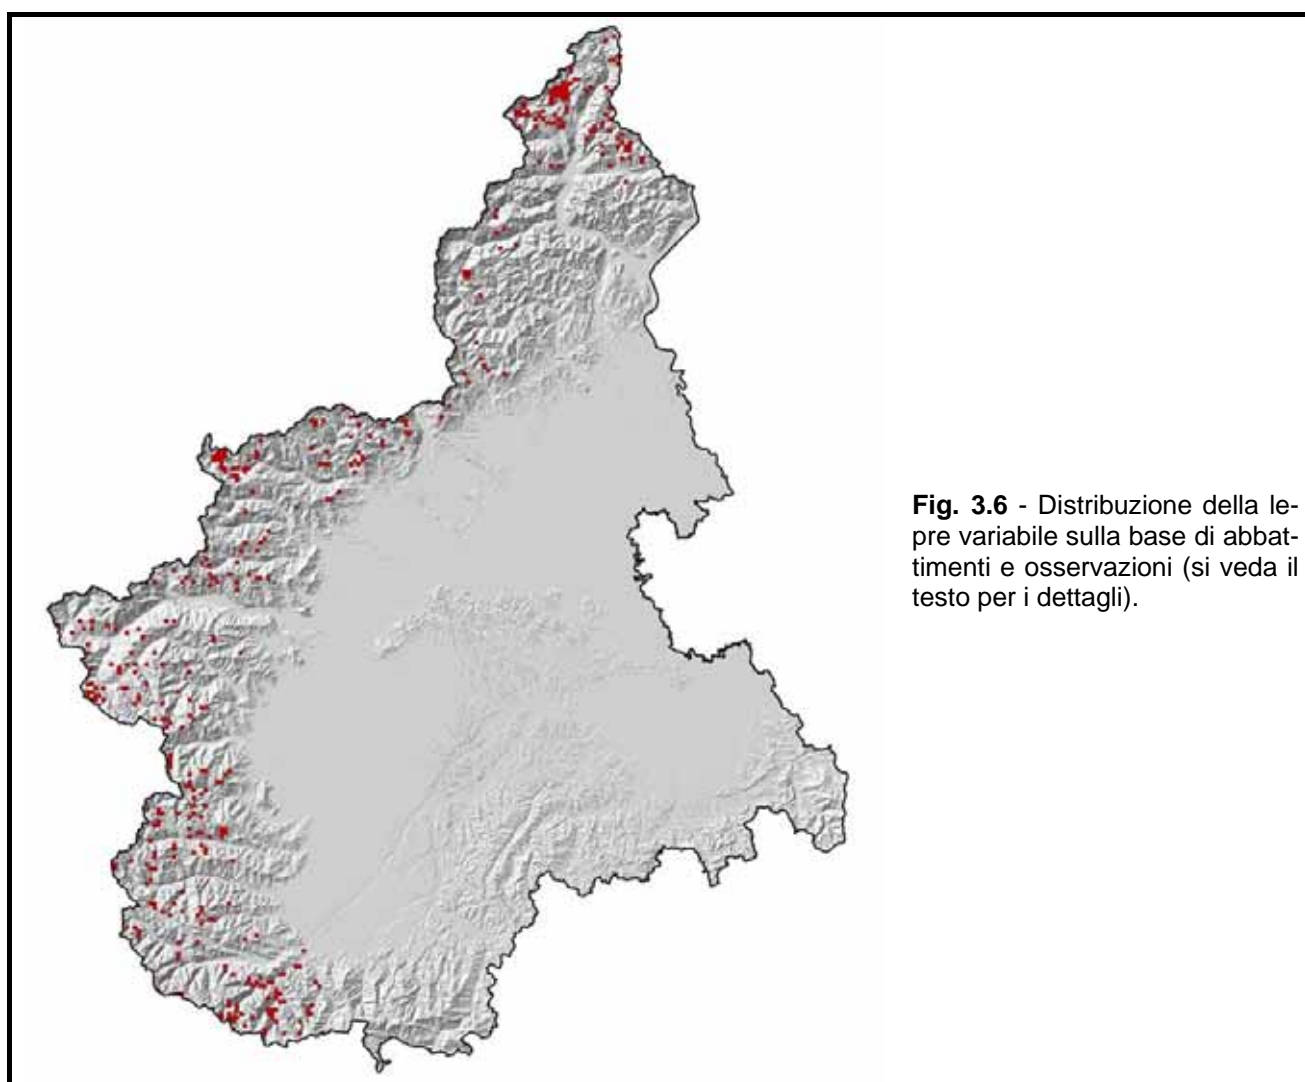 Fig. 3.6 - Distribuzione della le-
pre variabile sulla base di abbat-
timenti e osservazioni (si veda il
testo per i dettagli).